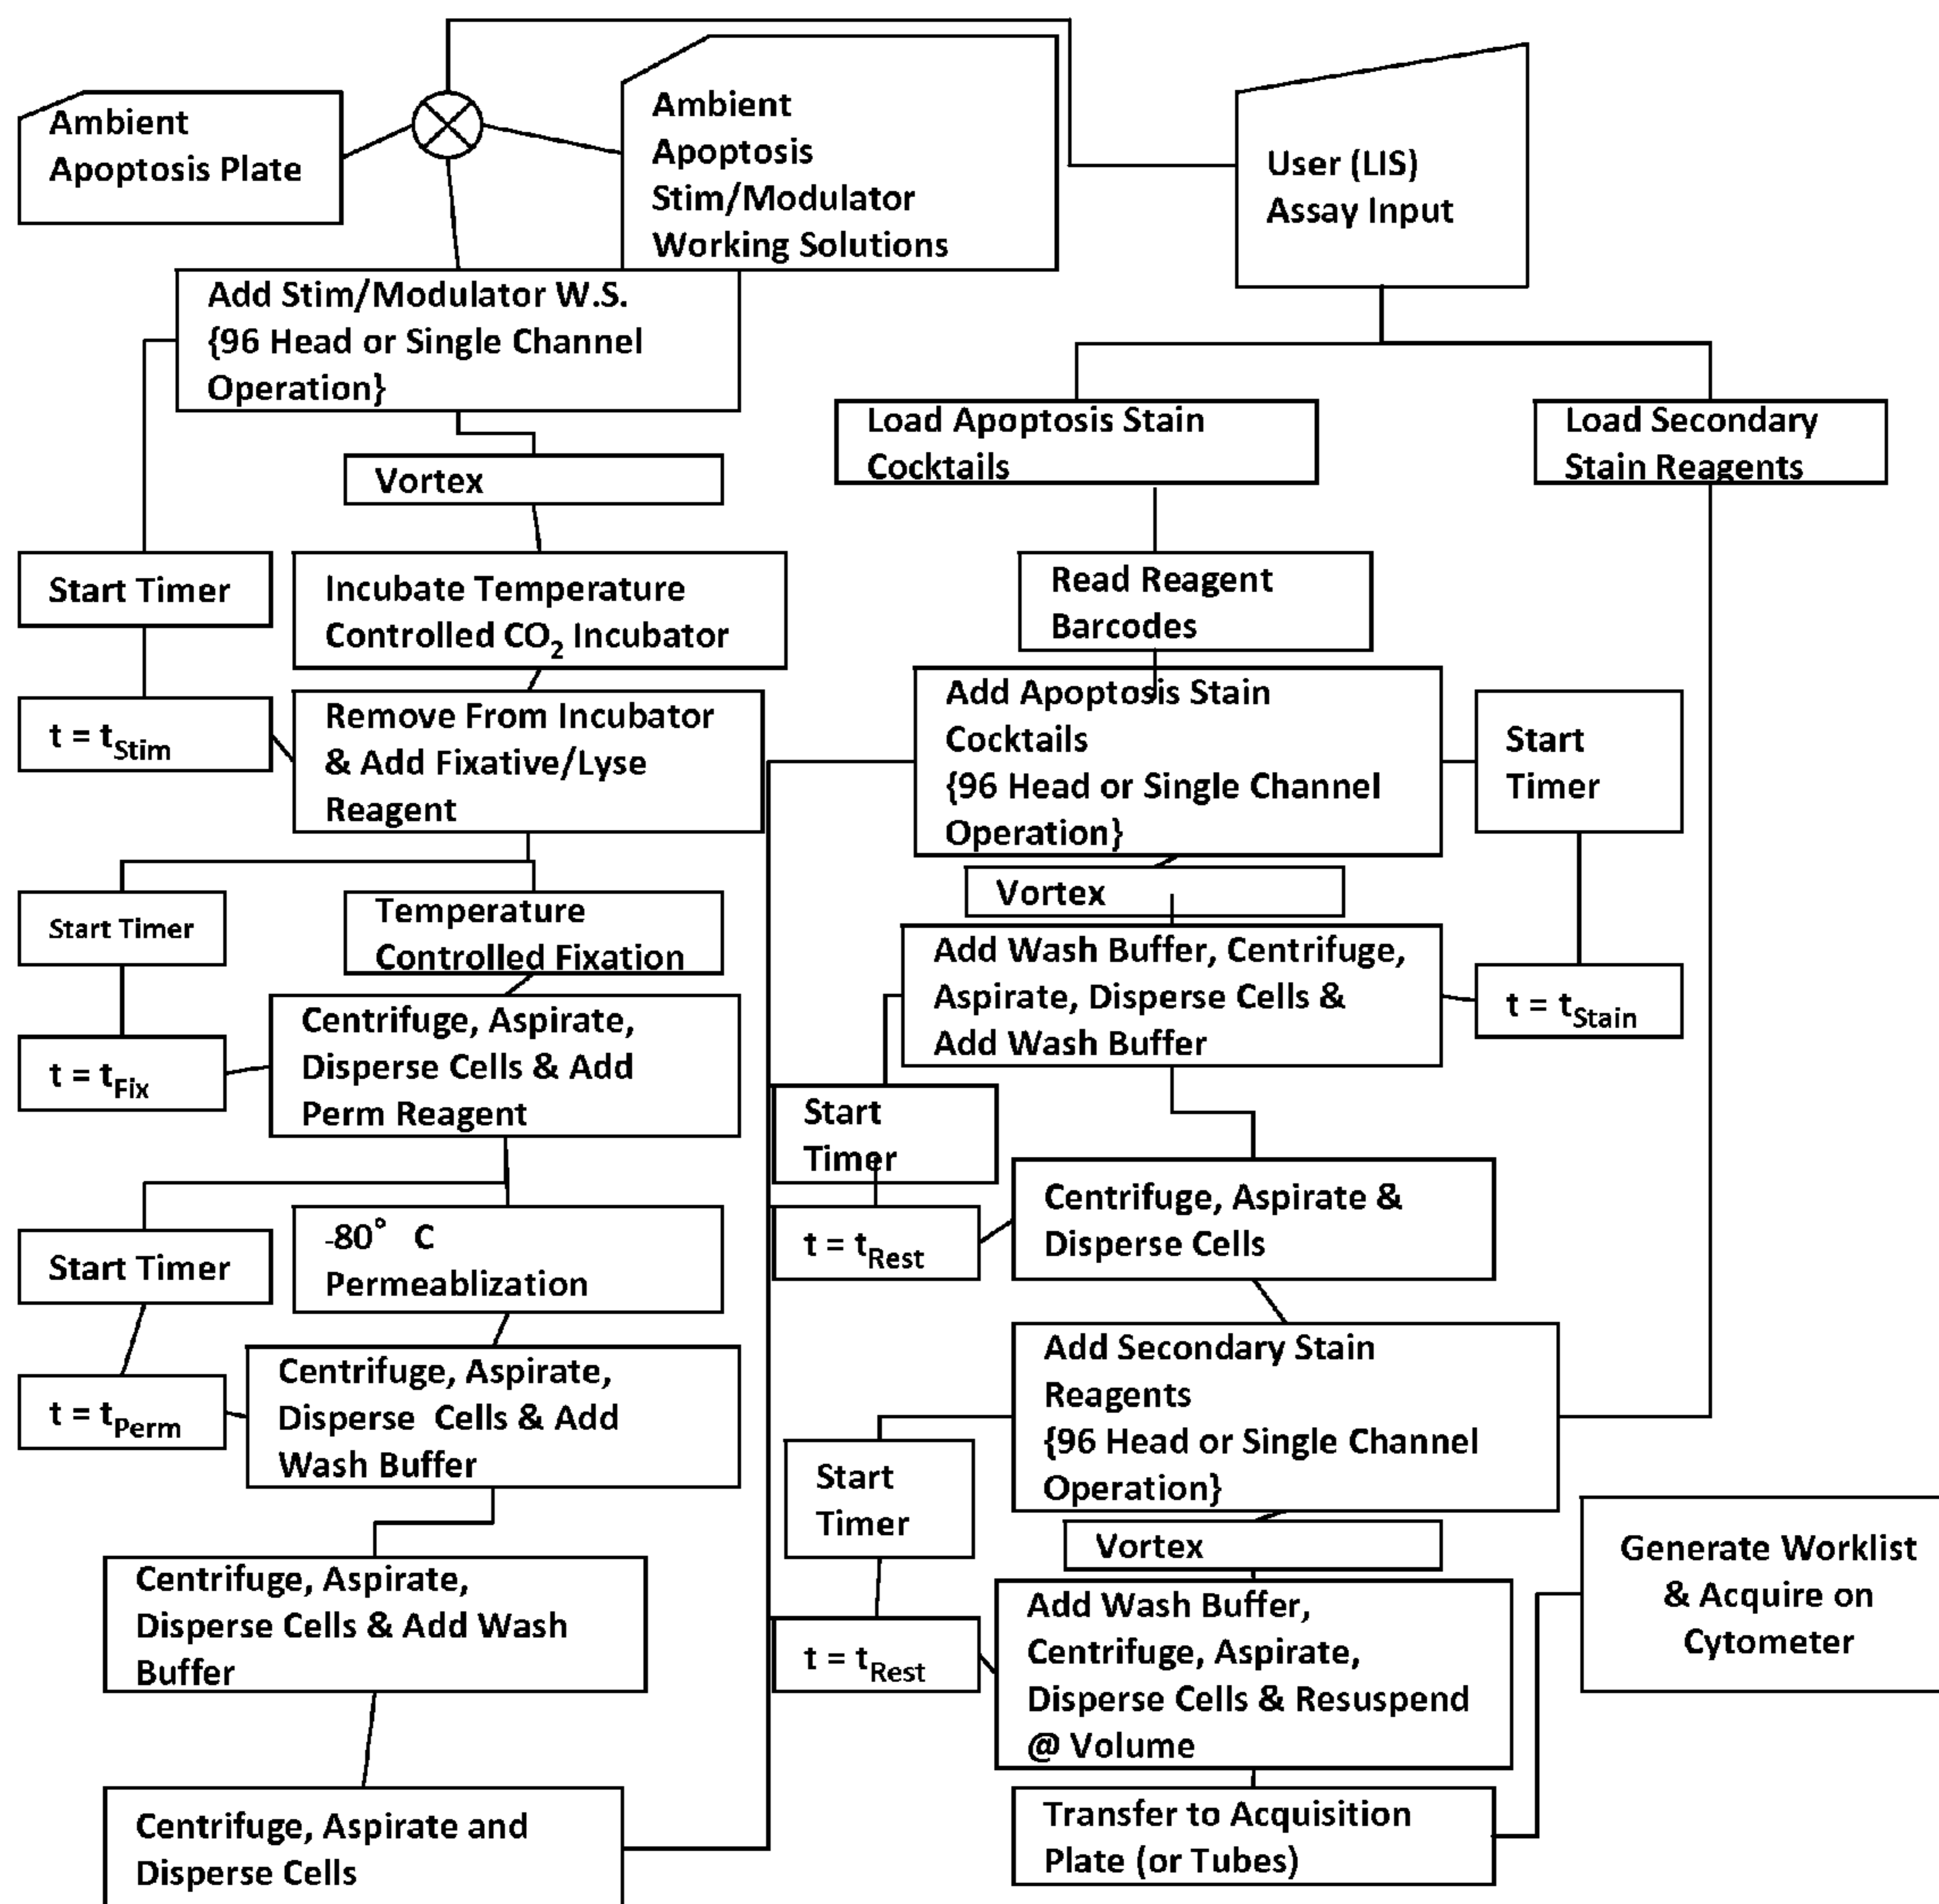 Ambient
Apoptosis Plate
Ambient
Apoptosis
Stim/Modulator
Working Solutions
User (LIS)
Assay Input
Add Stim/Modulator W.S.
{96 Head or Single Channel
Operation}
Vortex
Start Timer
Incubate Temperature
Controlled CO2 Incubator
t = tStim
Remove From Incubator
& Add Fixative/Lyse
Reagent
Start Timer
Temperature
Controlled Fixation
t = tFix
Centrifuge, Aspirate,
Disperse Cells & Add
Perm Reagent
Start Timer
-80° C
Permeablization
t = tPerm
Centrifuge, Aspirate,
Disperse Cells & Add
Wash Buffer
Centrifuge, Aspirate,
Disperse Cells & Add Wash
Buffer
Centrifuge, Aspirate and
Disperse Cells
Load Apoptosis Stain
Cocktails
Load Secondary
Stain Reagents
Read Reagent
Barcodes
Add Apoptosis Stain
Cocktails
{96 Head or Single Channel
Operation}
Start
Timer
Vortex
Add Wash Buffer, Centrifuge,
Aspirate, Disperse Cells &
Add Wash Buffer
t = tStain
Start
Timer
t = tRest
Centrifuge, Aspirate &
Disperse Cells
Add Secondary Stain
Reagents
{96 Head or Single Channel
Operation}
Start
Timer
Vortex
t = tRest
Add Wash Buffer,
Centrifuge, Aspirate,
Disperse Cells & Resuspend
@ Volume
Transfer to Acquisition
Plate (or Tubes)
Generate Worklist
& Acquire on
Cytometer